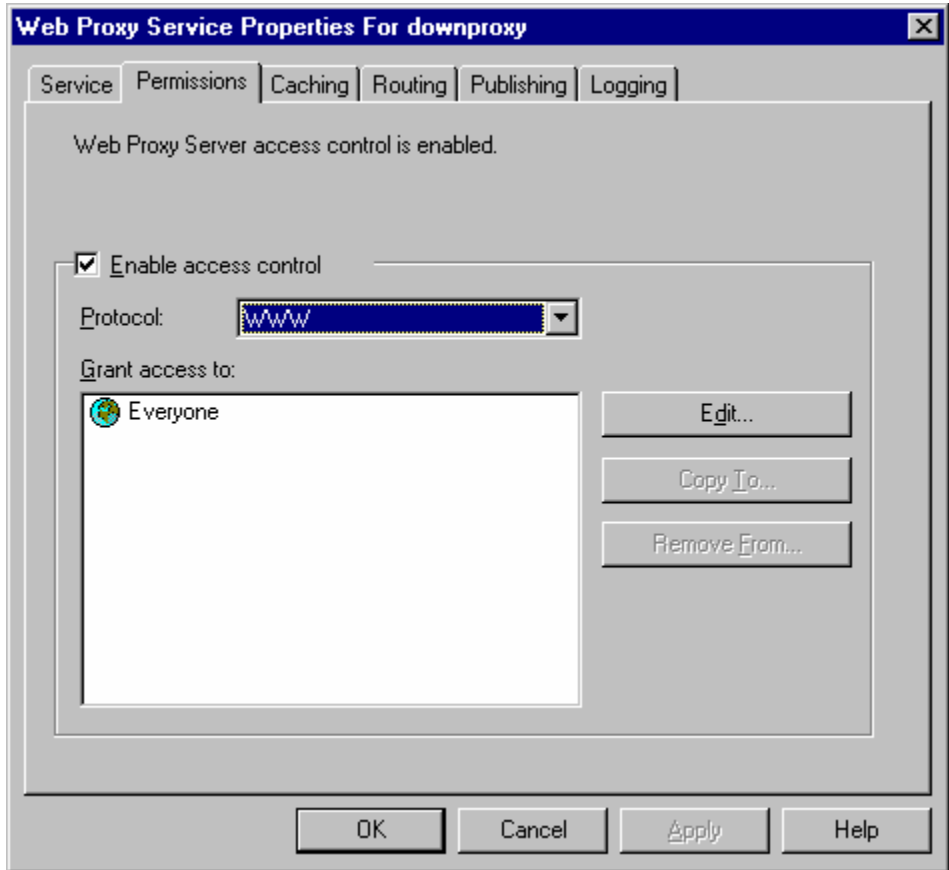 Web Proxy Service Properties For downproxy
Service Permissions Caching Routing Publishing Logging
Web Proxy Server access control is enabled.
Enable access control
Protocol: WWW
Grant access to:
Everyone
Edit...
Copy To...
Remove From...
OK Cancel Apply Help